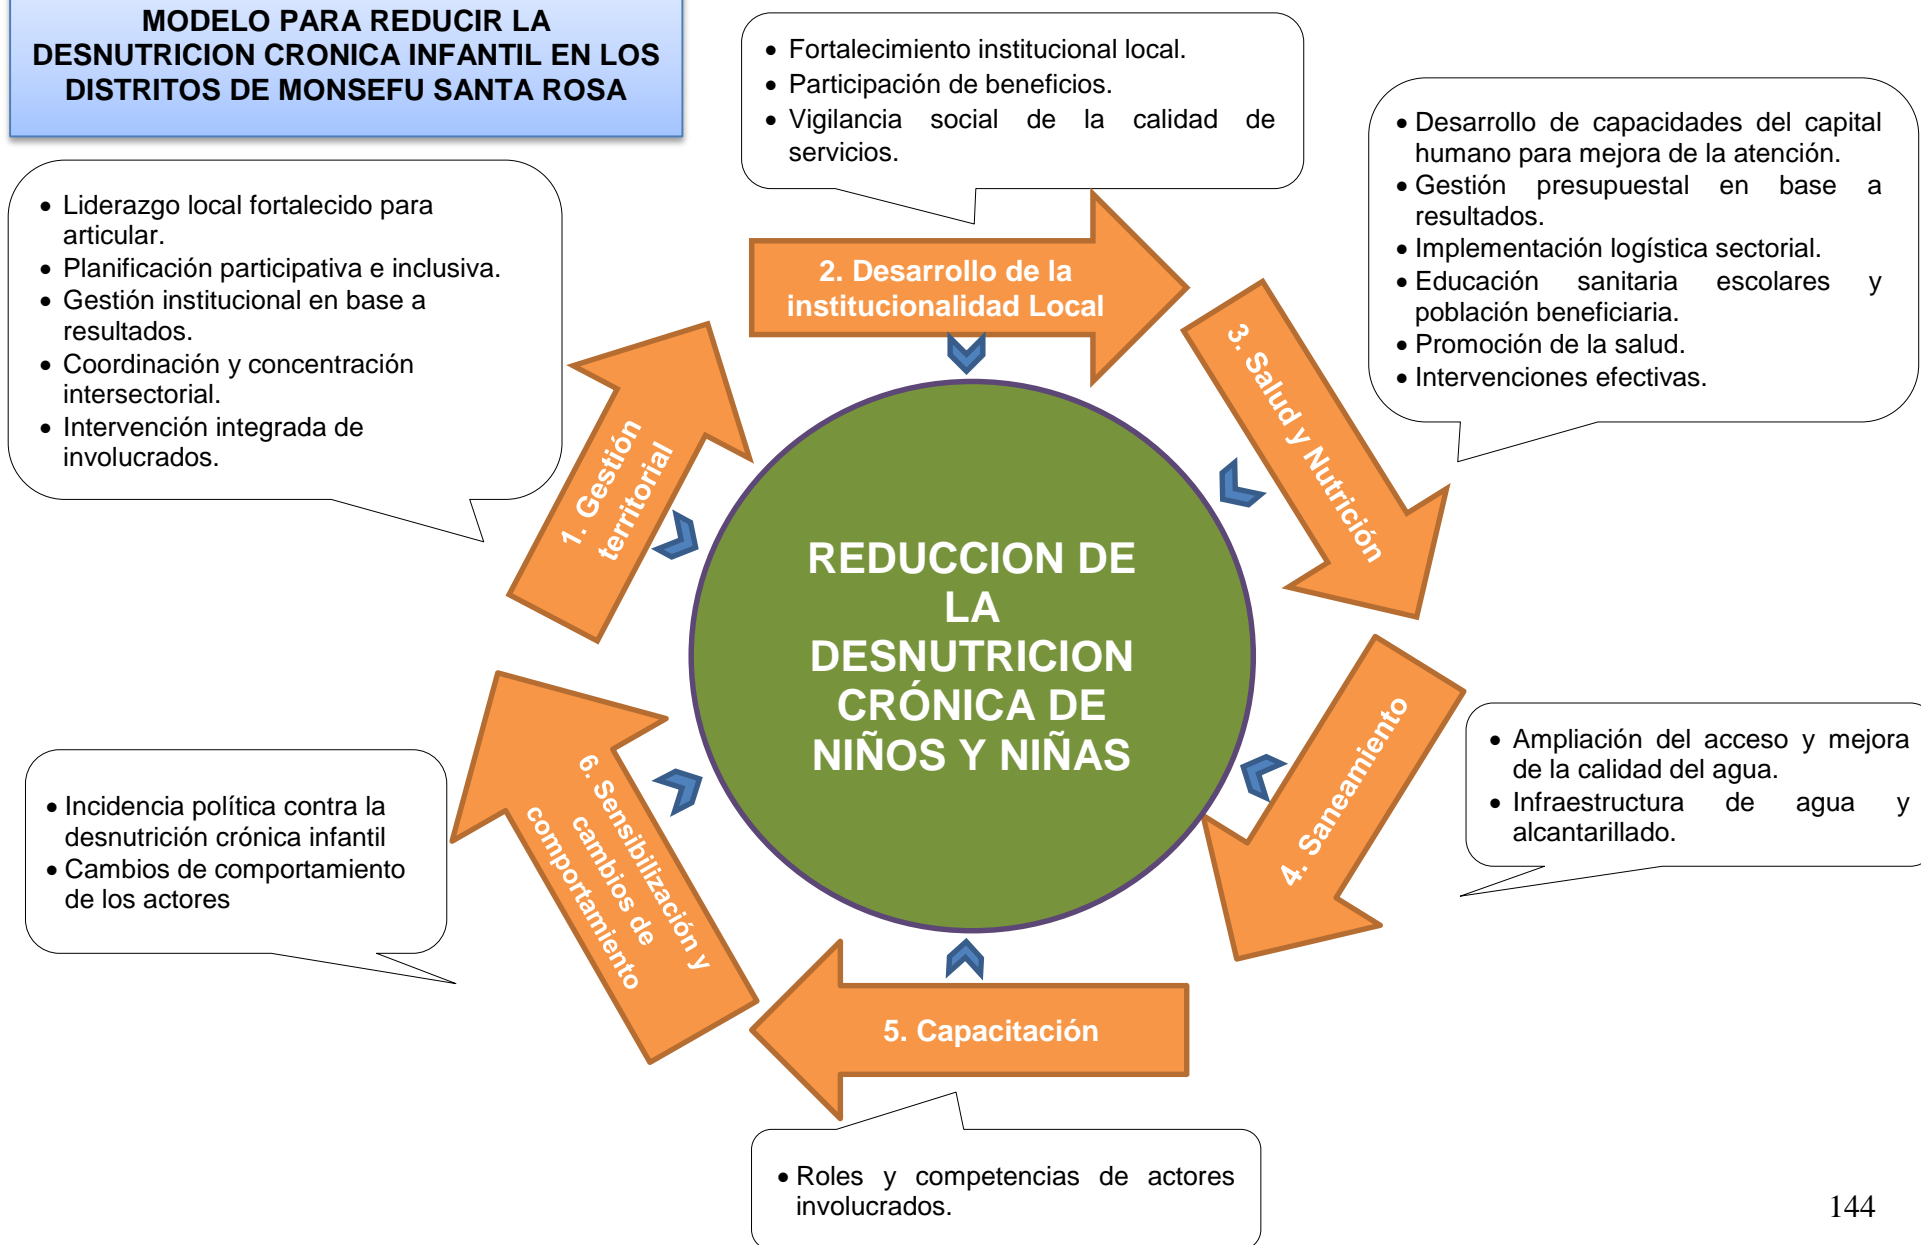 MODELO PARA REDUCIR LA
DESNUTRICION CRONICA INFANTIL EN LOS
DISTRITOS DE MONSEFU SANTA ROSA
• Liderazgo local fortalecido para
articular.
• Planificación participativa e inclusiva.
• Gestión institucional en base a
resultados.
• Coordinación y concentración
intersectorial.
• Intervención integrada de
involucrados.
1. Gestión
territorial
• Fortalecimiento institucional local.
• Participación de beneficios.
• Vigilancia social de la calidad de
servicios.
2. Desarrollo de la
institucionalidad Local
• Desarrollo de capacidades del capital
humano para mejora de la atención.
• Gestión presupuestal en base a
resultados.
• Implementación logística sectorial.
• Educación sanitaria escolares y
población beneficiaria.
• Promoción de la salud.
• Intervenciones efectivas.
3. Salud y Nutrición
REDUCCION DE
LA
DESNUTRICION
CRÓNICA DE
NIÑOS Y NIÑAS
4. Saneamiento
• Ampliación del acceso y mejora
de la calidad del agua.
• Infraestructura de agua y
alcantarillado.
5. Capacitación
• Roles y competencias de actores
involucrados.
6. Sensibilización y
cambios de
comportamiento
• Incidencia política contra la
desnutrición crónica infantil
• Cambios de comportamiento
de los actores
144